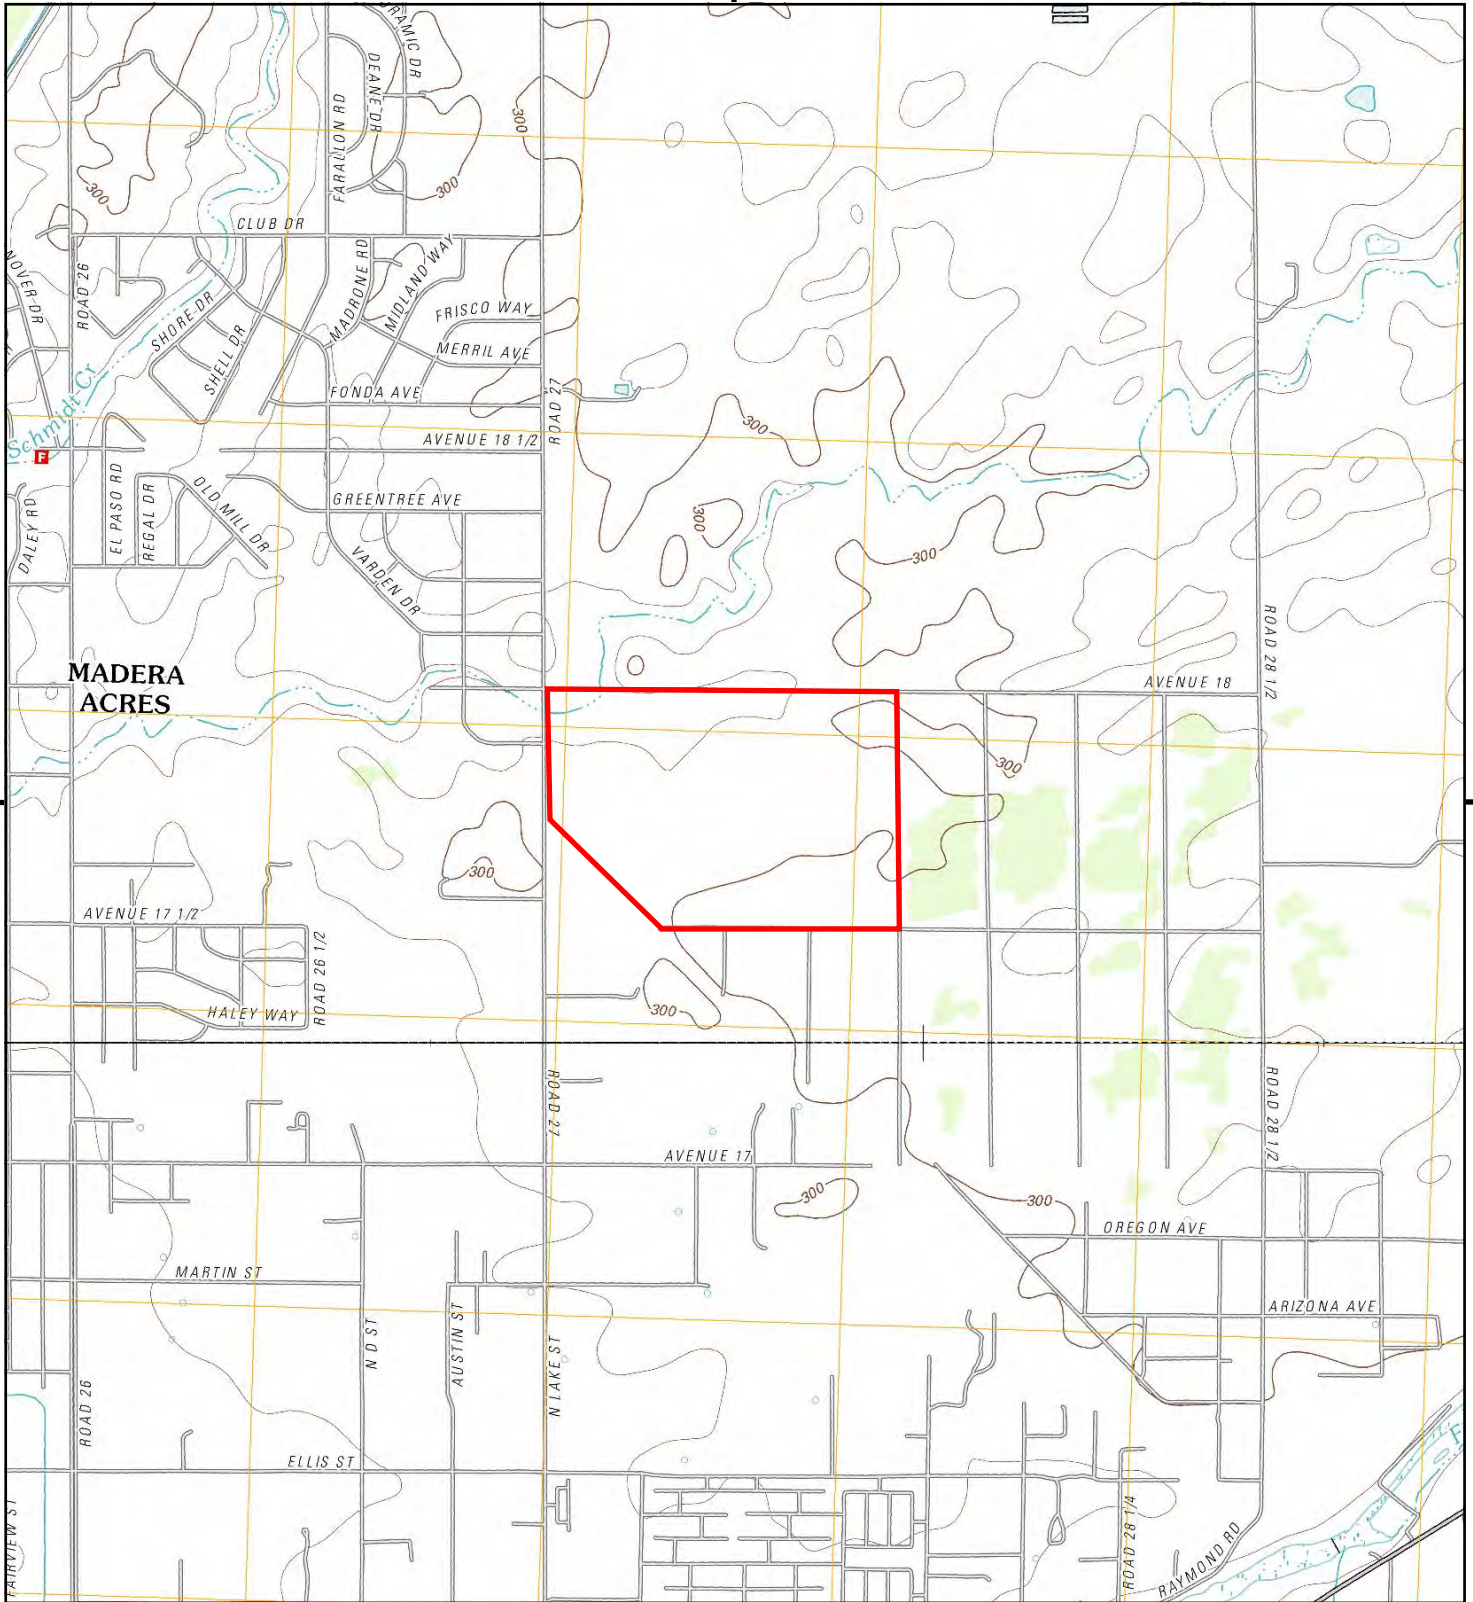 DEANE DR
FARALLON RD
300
300
300
CLUB DR
ROAD 26
SHORE DR
SHELL DR
MADRONE RD
MIDLAND WAY
FRISCO WAY
MERRIL AVE
FONDA AVE
ROAD 27
AVENUE 18 1/2
Schmidt Cr
F
300
GREENTREE AVE
OLD MILL DR
EL PASO RD
REGAL DR
DALEY RD
VARDEN DR
300
300
ROAD 28 1/2
MADERA
ACRES
AVENUE 18
300
300
AVENUE 17 1/2
ROAD 26 1/2
HALEY WAY
300
ROAD 27
ROAD 28 1/2
AVENUE 17
300
300
OREGON AVE
MARTIN ST
ARIZONA AVE
N D ST
AUSTIN ST
N LAKE ST
ROAD 26
ELLIS ST
FAIRVIEW ST
ROAD 28 1/4
RAYMOND RD